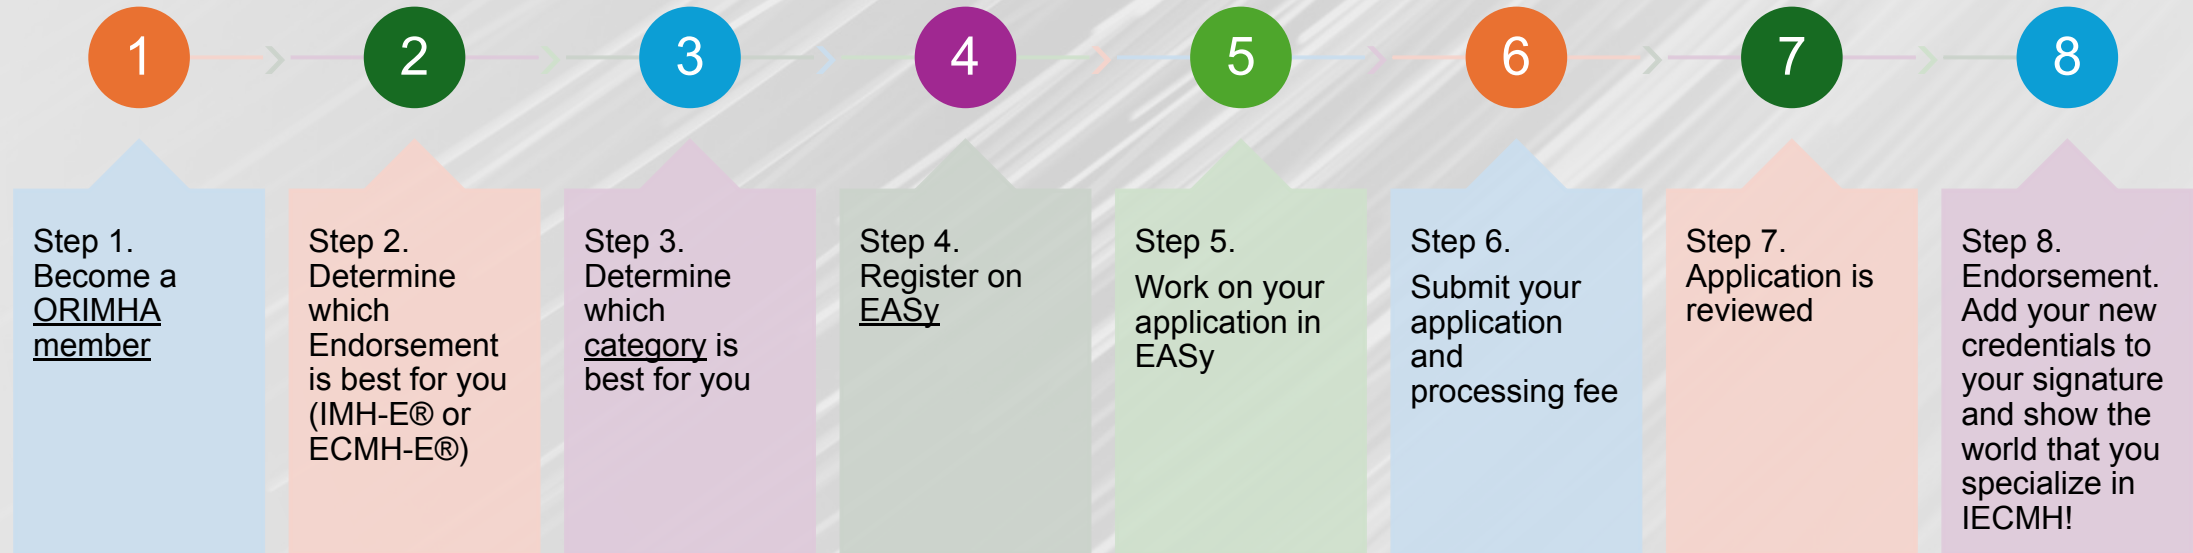 1
2
3
4
5
6
7
8
Step 1.
Become a
ORIMHA
member
Step 2.
Determine
which
Endorsement
is best for you
(IMH-E® or
ECMH-E®)
Step 3.
Determine
which
category is
best for you
Step 4.
Register on
EASy
Step 5.
Work on your
application in
EASy
Step 6.
Submit your
application
and
processing fee
Step 7.
Application is
reviewed
Step 8.
Endorsement.
Add your new
credentials to
your signature
and show the
world that you
specialize in
IECMH!